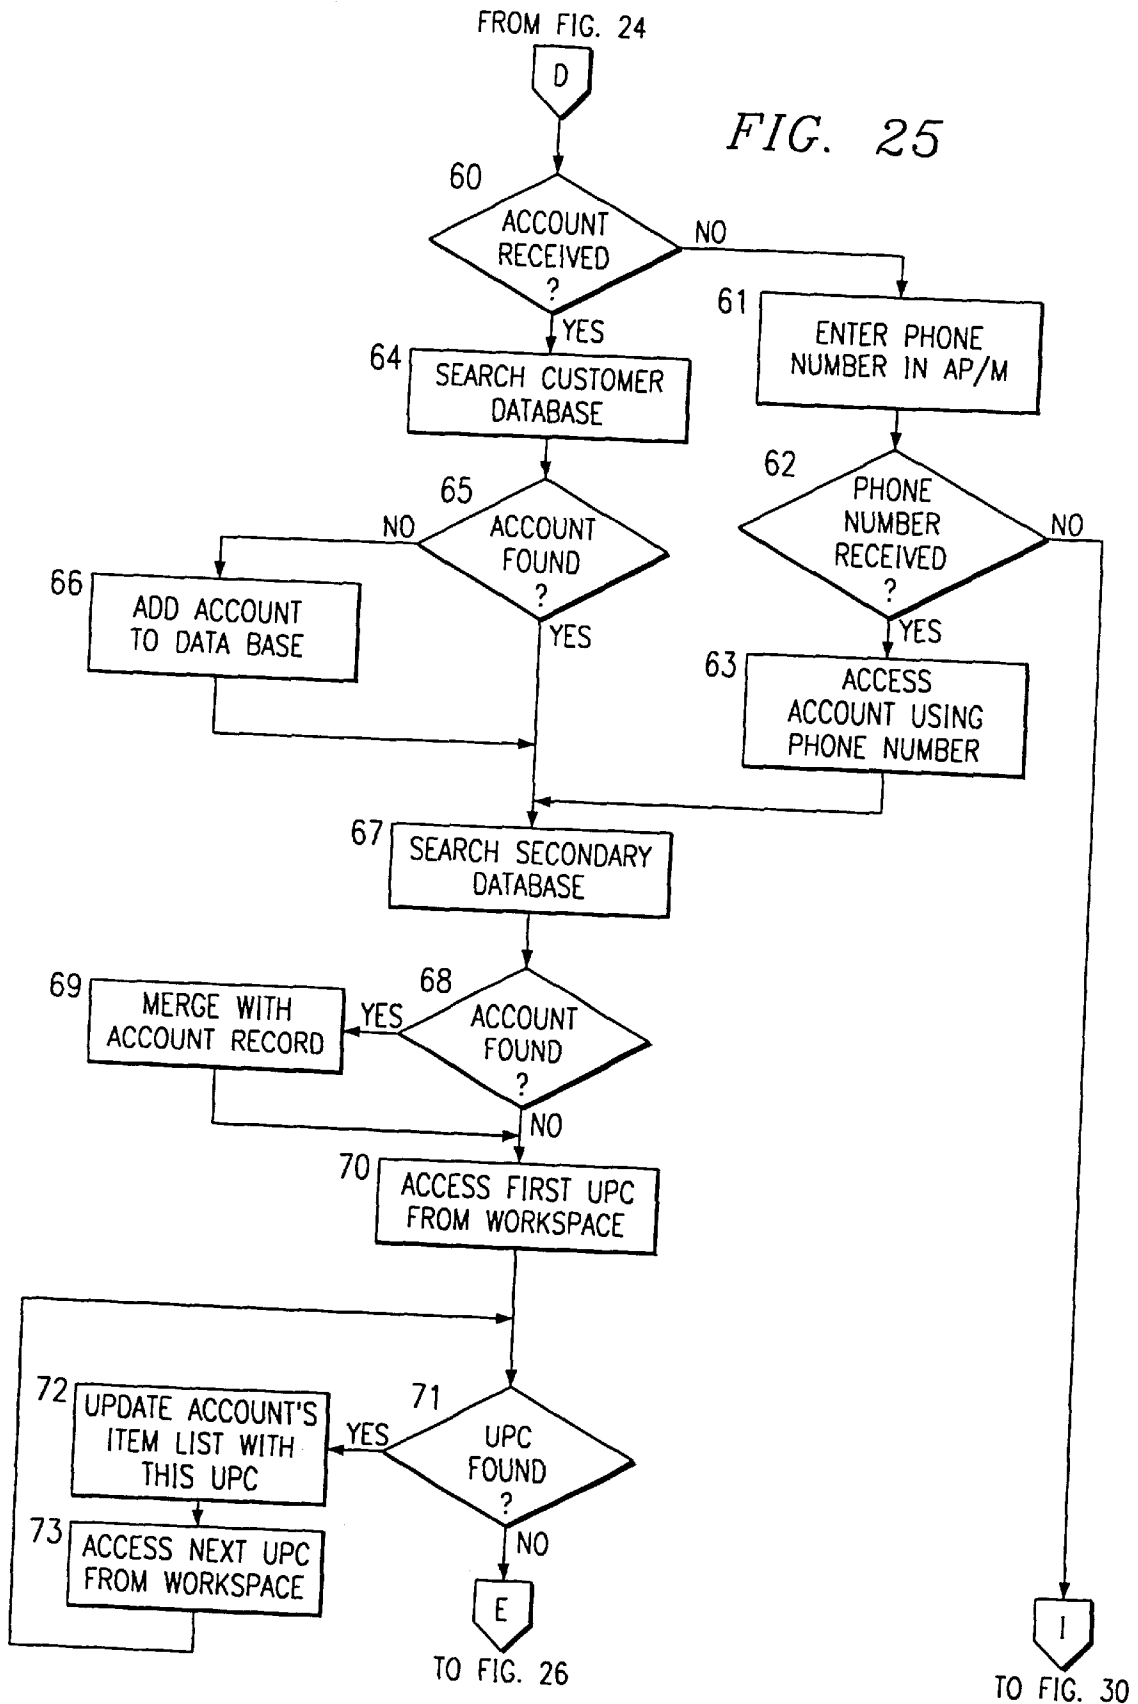 FROM FIG. 24
D
FIG. 25
60
ACCOUNT
RECEIVED
?
NO
YES
61
ENTER PHONE
NUMBER IN AP/M
64
SEARCH CUSTOMER
DATABASE
62
PHONE
NUMBER
RECEIVED
?
NO
YES
65
ACCOUNT
FOUND
?
NO
YES
66
ADD ACCOUNT
TO DATA BASE
63
ACCESS
ACCOUNT USING
PHONE NUMBER
67
SEARCH SECONDARY
DATABASE
68
ACCOUNT
FOUND
?
YES
NO
69
MERGE WITH
ACCOUNT RECORD
70
ACCESS FIRST UPC
FROM WORKSPACE
71
UPC
FOUND
?
YES
NO
72
UPDATE ACCOUNT'S
ITEM LIST WITH
THIS UPC
73
ACCESS NEXT UPC
FROM WORKSPACE
E
TO FIG. 26
I
TO FIG. 30